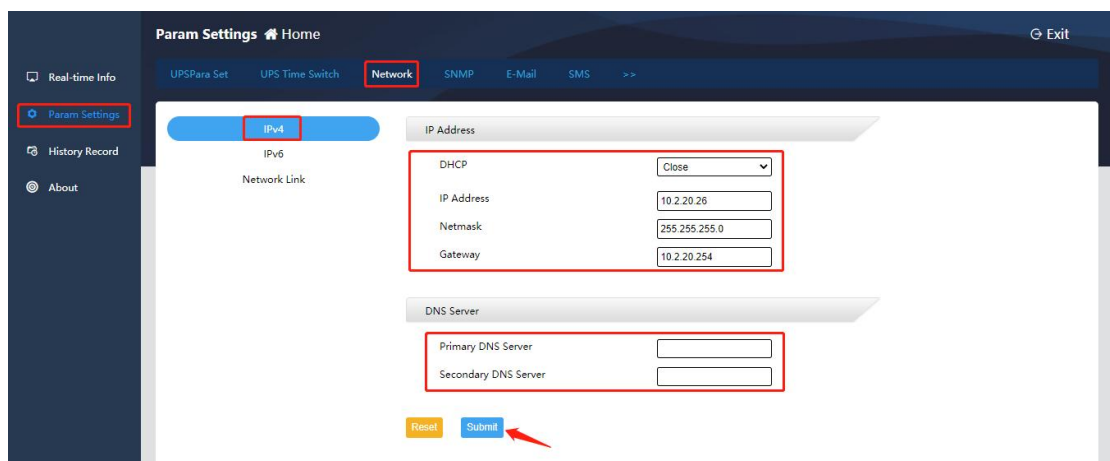 Param Settings Home
Exit
Real-time Info
Param Settings
History Record
About
UPSPara Set UPS Time Switch Network SNMP E-Mail SMS >>
IPv4
IPv6
Network Link
IP Address
DHCP Close
IP Address 10.2.20.26
Netmask 255.255.255.0
Gateway 10.2.20.254
DNS Server
Primary DNS Server
Secondary DNS Server
Reset Submit